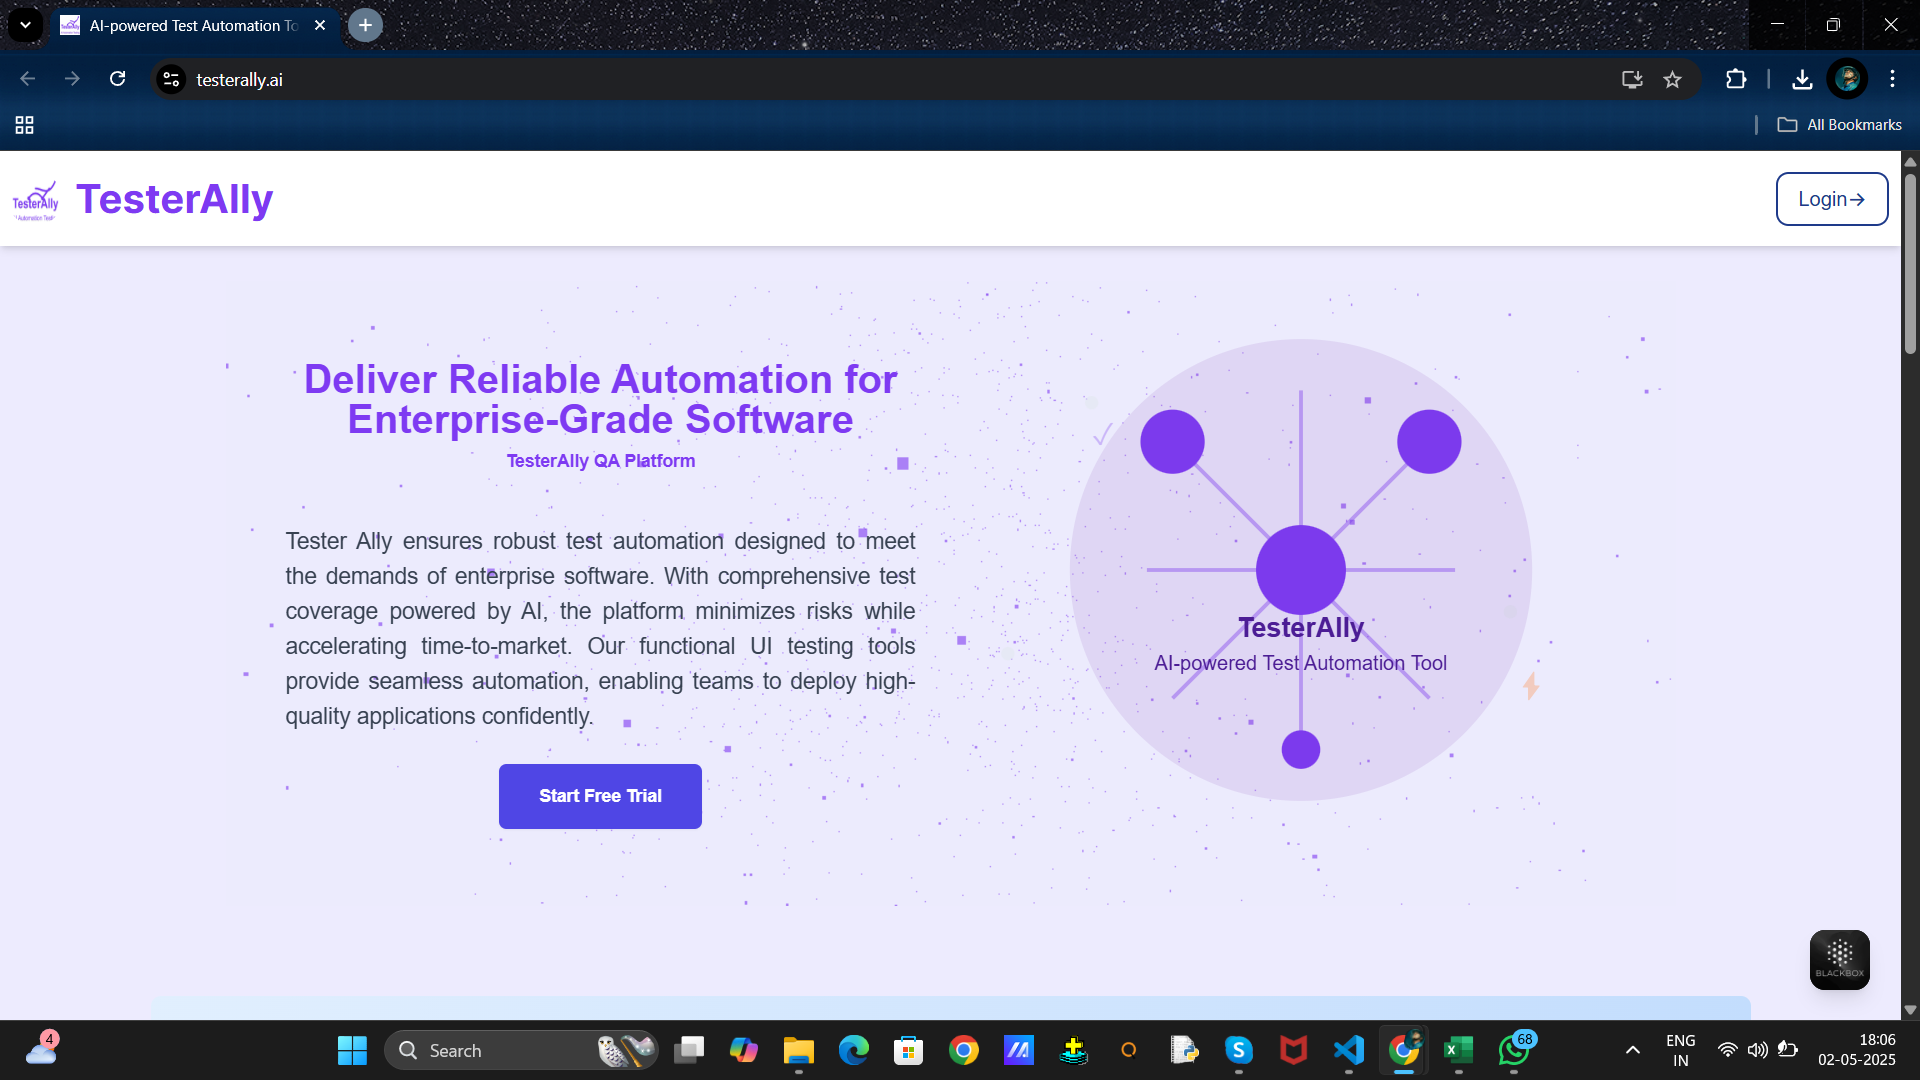 AI-powered Test Automation To
testerally.ai
All Bookmarks
TesterAlly
TesterAlly
Login→
Deliver Reliable Automation for
Enterprise-Grade Software
TesterAlly QA Platform
Tester Ally ensures robust test automation designed to meet
the demands of enterprise software. With comprehensive test
coverage powered by AI, the platform minimizes risks while
accelerating time-to-market. Our functional UI testing tools
provide seamless automation, enabling teams to deploy high-
quality applications confidently.
Start Free Trial
TesterAlly
AI-powered Test Automation Tool
BLACKBOX
4
Search
68
ENG
IN
18:06
02-05-2025